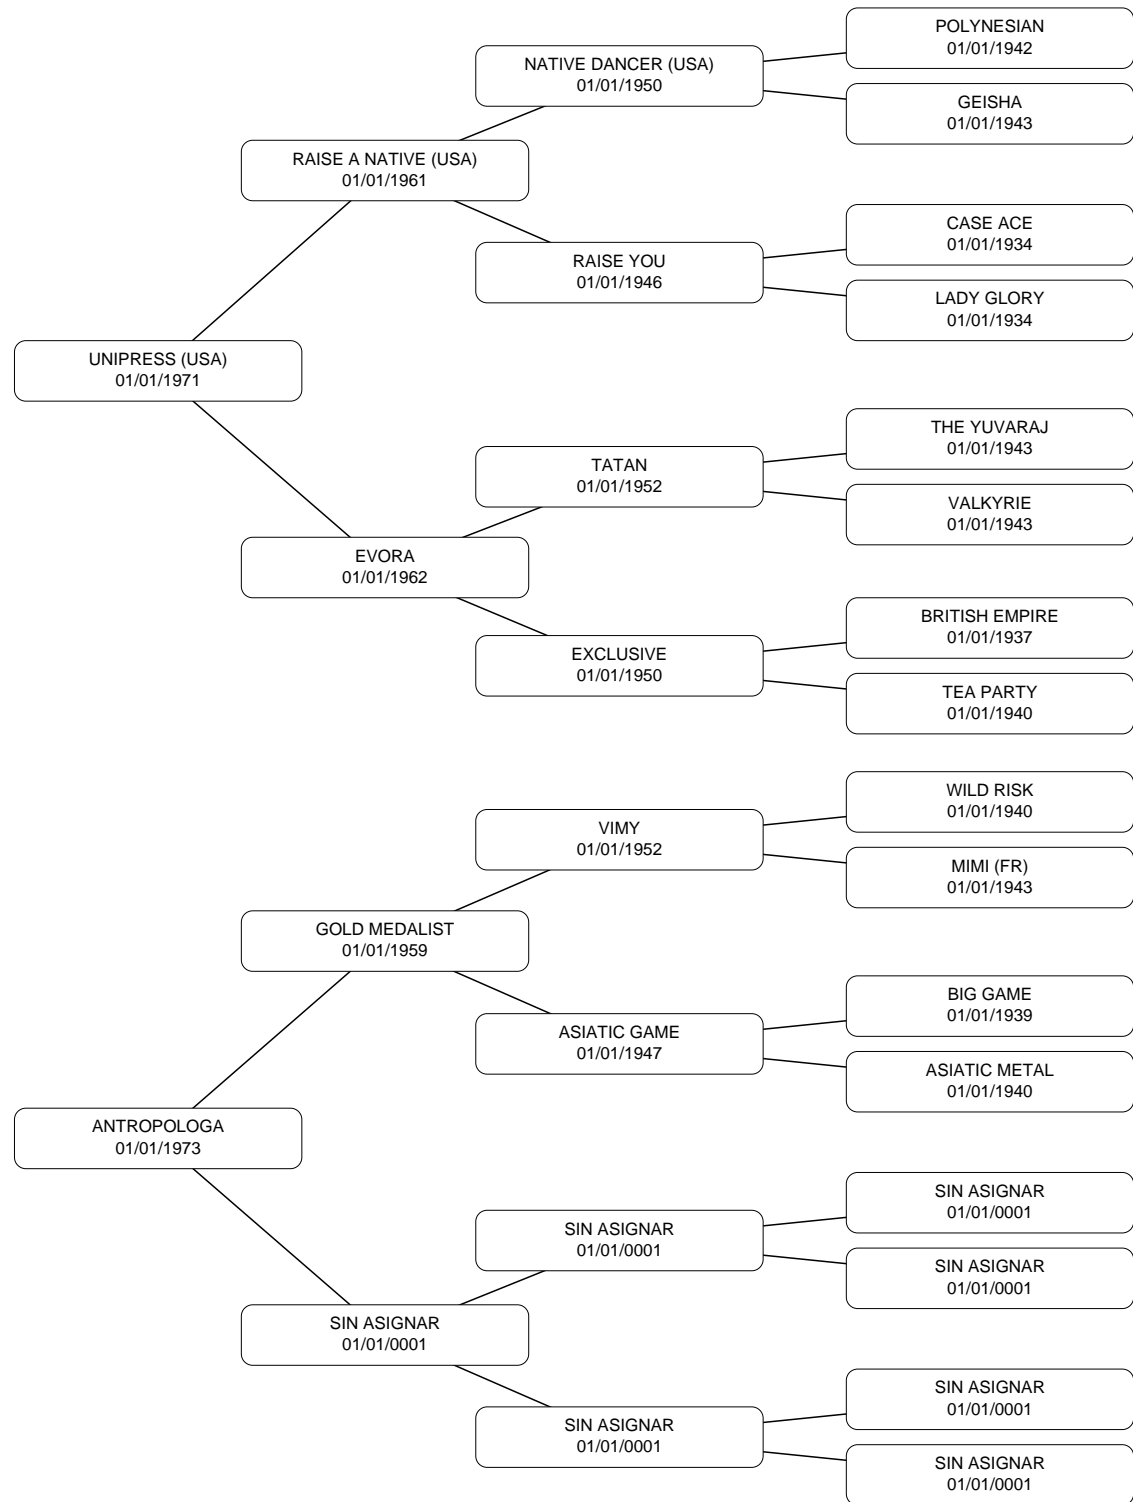 POLYNESIAN
01/01/1942
NATIVE DANCER (USA)
01/01/1950
GEISHA
01/01/1943
RAISE A NATIVE (USA)
01/01/1961
CASE ACE
01/01/1934
RAISE YOU
01/01/1946
LADY GLORY
01/01/1934
UNIPRESS (USA)
01/01/1971
THE YUVARAJ
01/01/1943
TATAN
01/01/1952
VALKYRIE
01/01/1943
EVORA
01/01/1962
BRITISH EMPIRE
01/01/1937
EXCLUSIVE
01/01/1950
TEA PARTY
01/01/1940
WILD RISK
01/01/1940
VIMY
01/01/1952
MIMI (FR)
01/01/1943
GOLD MEDALIST
01/01/1959
BIG GAME
01/01/1939
ASIATIC GAME
01/01/1947
ASIATIC METAL
01/01/1940
ANTROPOLOGA
01/01/1973
SIN ASIGNAR
01/01/0001
SIN ASIGNAR
01/01/0001
SIN ASIGNAR
01/01/0001
SIN ASIGNAR
01/01/0001
SIN ASIGNAR
01/01/0001
SIN ASIGNAR
01/01/0001
SIN ASIGNAR
01/01/0001